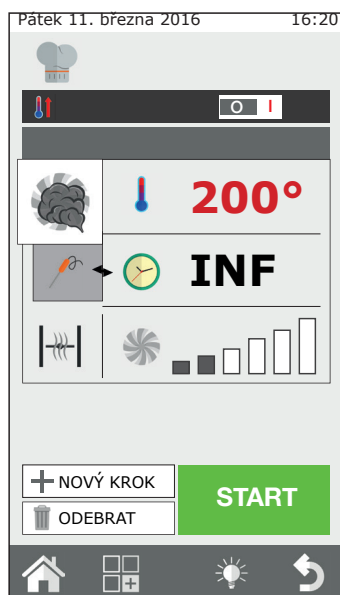 Pátek 11. března 2016 16:20
O I
200°
INF
NOVÝ KROK
START
ODEBRAT